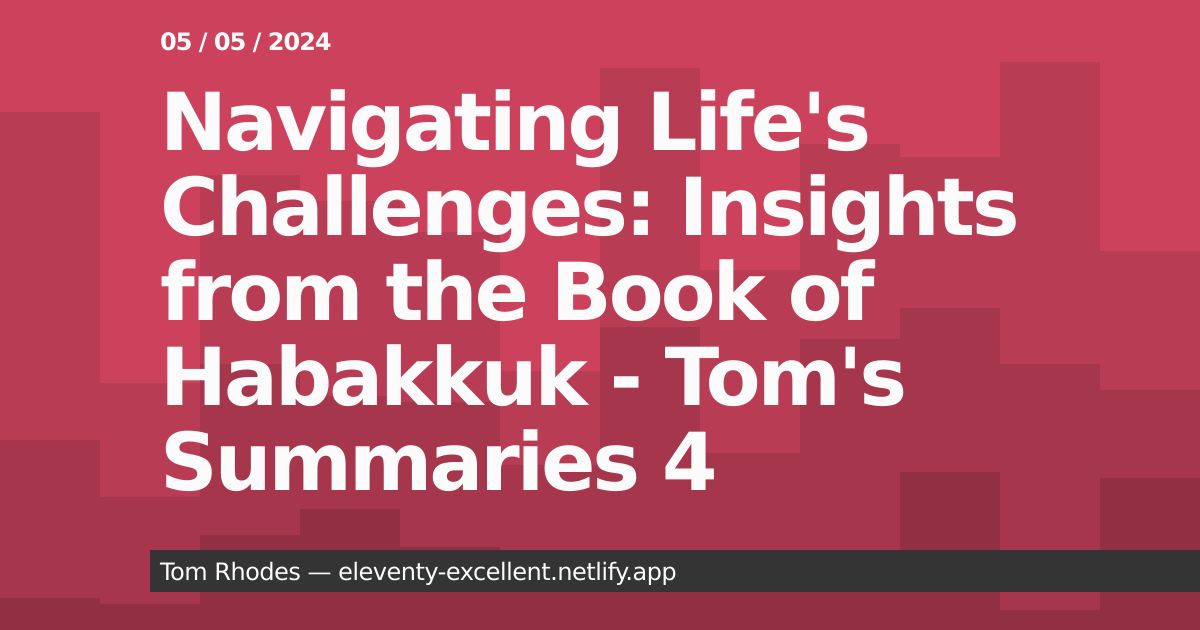 05 / 05 / 2024
Navigating Life's
Challenges: Insights
from the Book of
Habakkuk - Tom's
Summaries 4
Tom Rhodes — eleventy-excellent.netlify.app